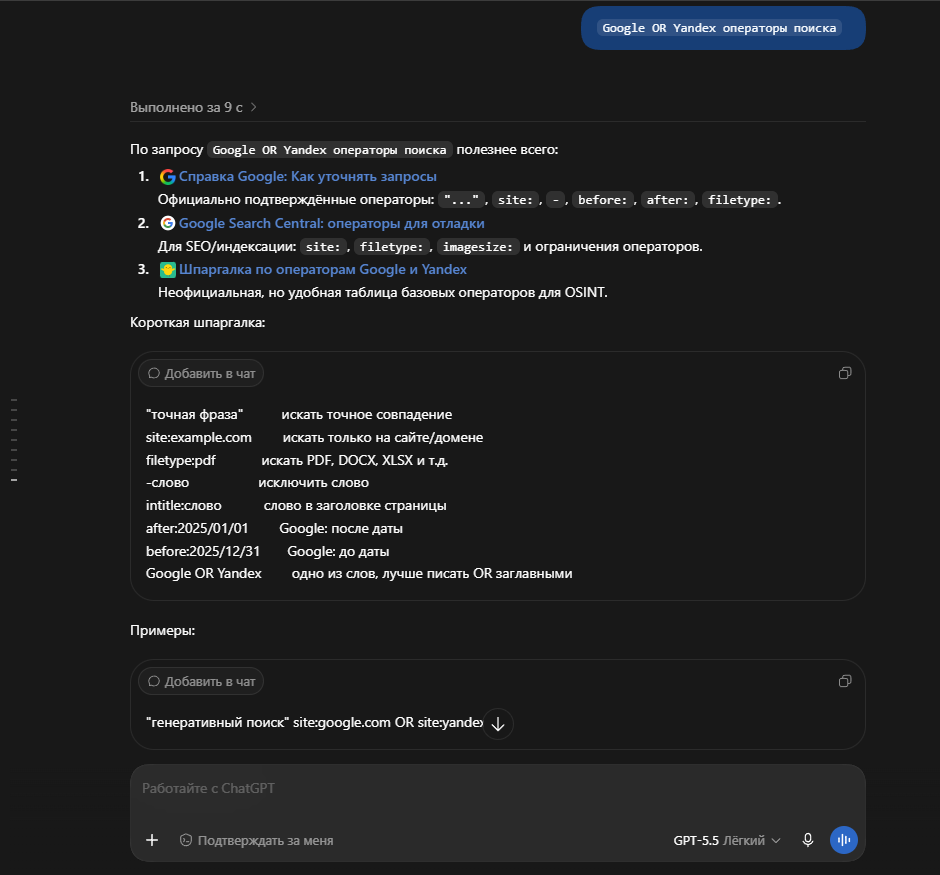 Google OR Yandex операторы поиска
Выполнено за 9 с
По запросу Google OR Yandex операторы поиска полезнее всего:
1. Справка Google: Как уточнять запросы
Официально подтверждённые операторы: "...", site:, -, before:, after:, filetype:.
2. Google Search Central: операторы для отладки
Для SEO/индексации: site:, filetype:, imagesize: и ограничения операторов.
3. Шпаргалка по операторам Google и Yandex
Неофициальная, но удобная таблица базовых операторов для OSINT.
Короткая шпаргалка:
Добавить в чат
"точная фраза" искать точное совпадение
site:example.com искать только на сайте/домене
filetype:pdf искать PDF, DOCX, XLSX и т.д.
-слово исключить слово
intitle:слово слово в заголовке страницы
after:2025/01/01 Google: после даты
before:2025/12/31 Google: до даты
Google OR Yandex одно из слов, лучше писать OR заглавными
Примеры:
Добавить в чат
"генеративный поиск" site:google.com OR site:yandex
Работайте с ChatGPT
Подтверждать за меня
GPT-5.5 Лёгкий